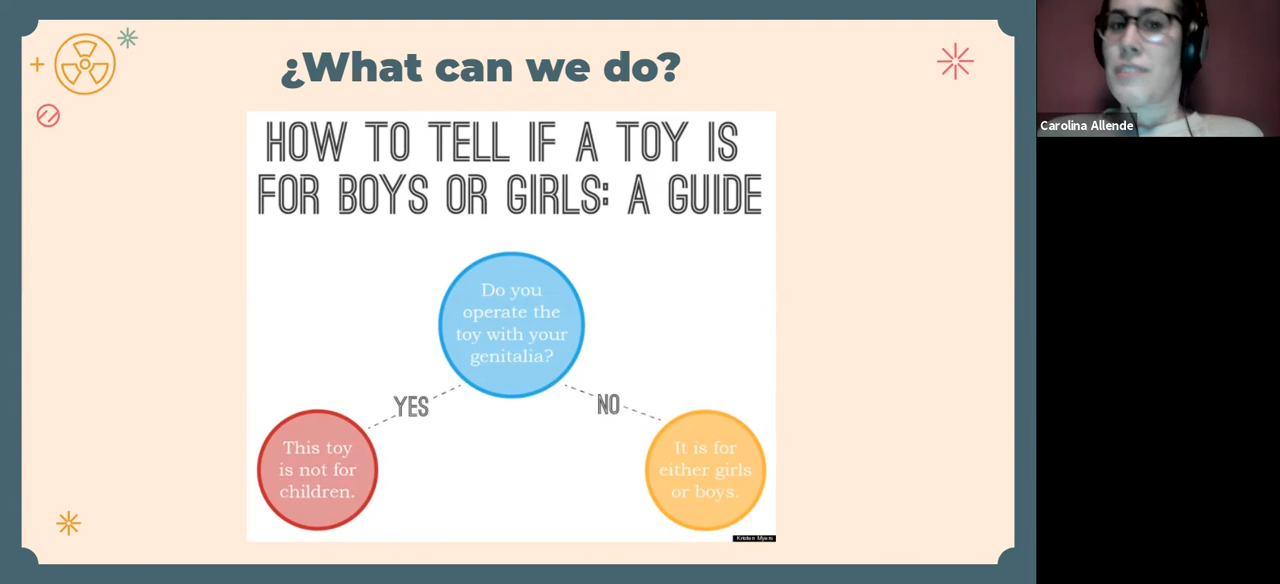 ¿What can we do?
HOW TO TELL IF A TOY IS
FOR BOYS OR GIRLS: A GUIDE
Do you
operate the
toy with your
genitalia?
YES
NO
This toy
is not for
children.
It is for
either girls
or boys.
Kristen Myers
Carolina Allende